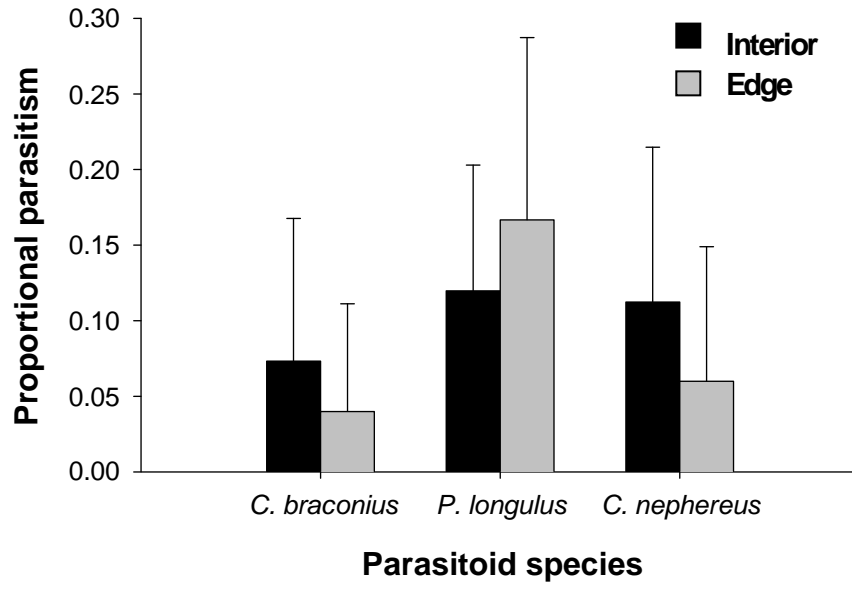 Proportional parasitism
0.30
0.25
0.20
0.15
0.10
0.05
0.00
Interior
Edge
C. braconius P. longulus C. nephereus
Parasitoid species